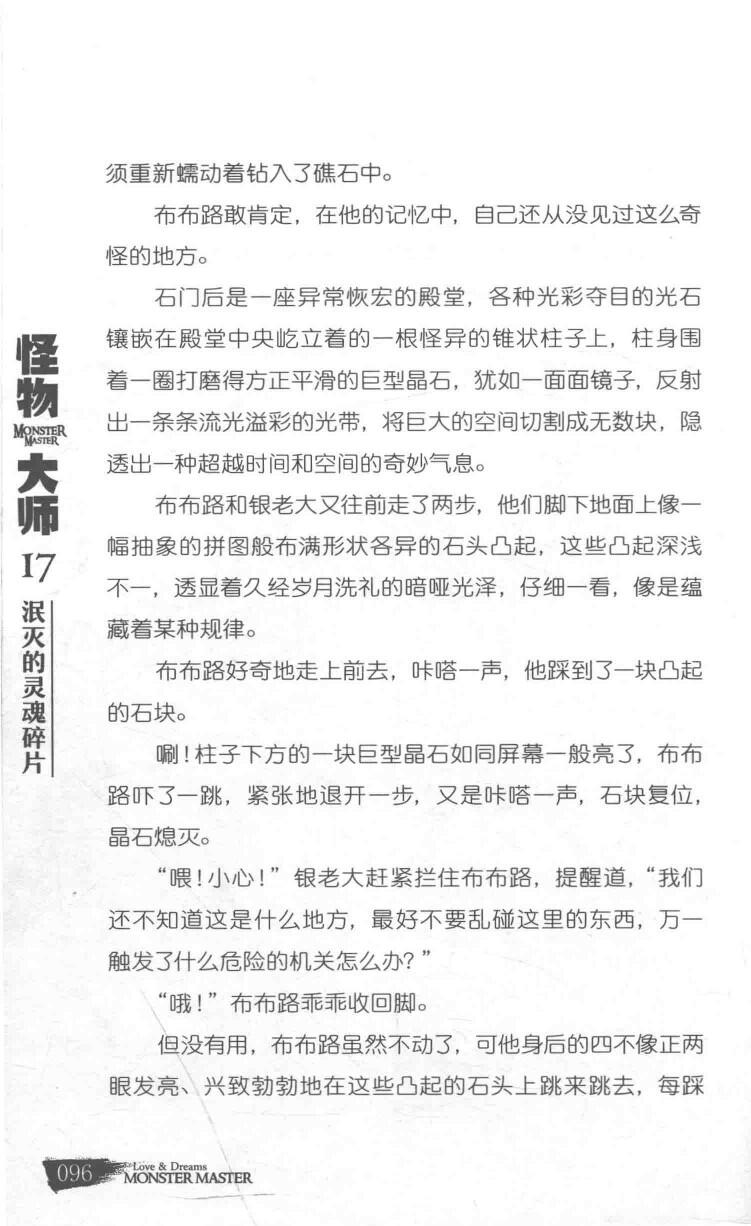 须重新蠕动着钻入了礁石中。
布布路敢肯定，在他的记忆中，自己还从没见过这么奇
怪的地方。
石门后是一座异常恢宏的殿堂，各种光彩夺目的光石
镶嵌在殿堂中央屹立着的一根怪异的锥状柱子上，柱身围
着一圈打磨得方正平滑的巨型晶石，犹如一面面镜子，反射
出一条条流光溢彩的光带，将巨大的空间切割成无数块，隐
透出一种超越时间和空间的奇妙气息。
布布路和银老大又往前走了两步，他们脚下地面上像一
幅抽象的拼图般布满形状各异的石头凸起，这些凸起深浅
不一，透显着久经岁月洗礼的暗哑光泽，仔细一看，像是蕴
藏着某种规律。
布布路好奇地走上前去，咔嗒一声，他踩到了一块凸起
的石块。
唰！柱子下方的一块巨型晶石如同屏幕一般亮了，布布
路吓了一跳，紧张地退开一步，又是咔嗒一声，石块复位，
晶石熄灭。
“喂！小心！”银老大赶紧拦住布布路，提醒道，“我们
还不知道这是什么地方，最好不要乱碰这里的东西，万一
触发了什么危险的机关怎么办？”
“哦！”布布路乖乖收回脚。
但没有用，布布路虽然不动了，可他身后的四不像正两
眼发亮、兴致勃勃地在这些凸起的石头上跳来跳去，每踩
怪物
MONSTER
MASTER
大师
17
泯灭的灵魂碎片
096
Love & Dreams
MONSTER MASTER